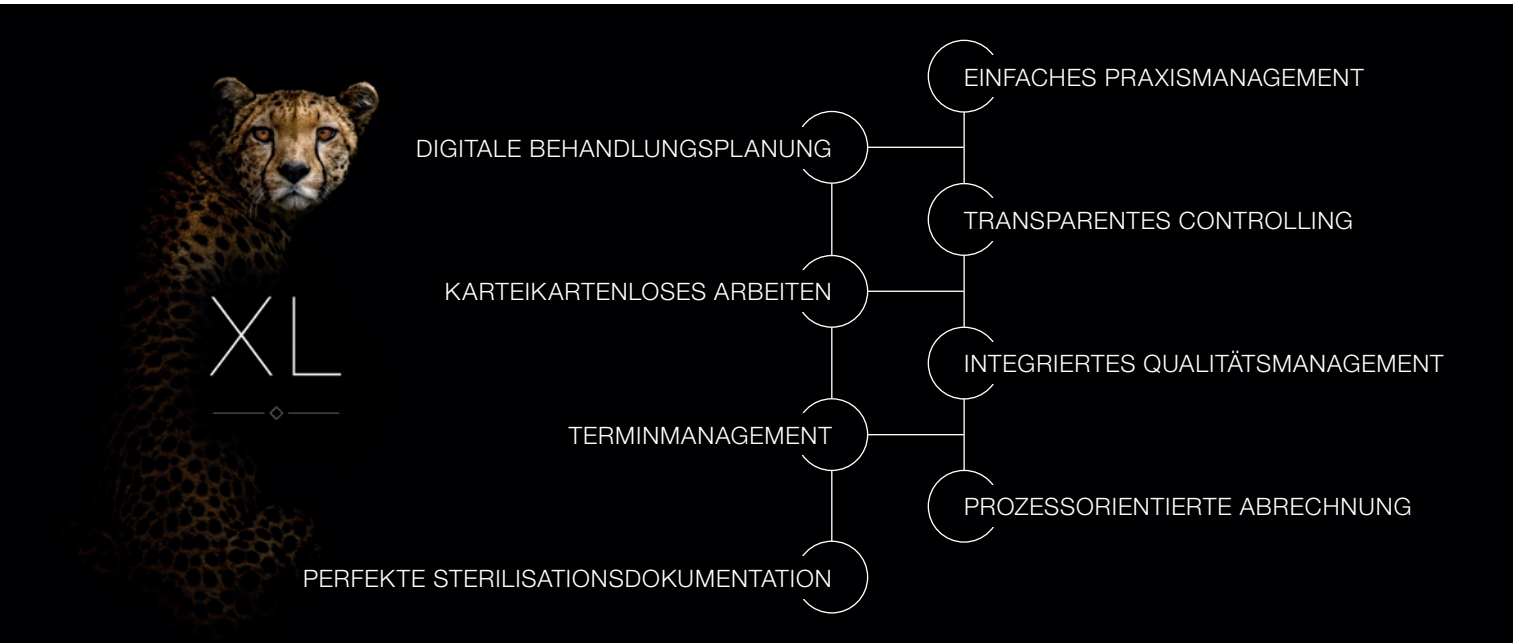 EINFACHES PRAXISMANAGEMENT
DIGITALE BEHANDLUNGSPLANUNG
TRANSPARENTES CONTROLLING
KARTEIKARTENLOSES ARBEITEN
XL
INTEGRIERTES QUALITÄTSMANAGEMENT
TERMINMANAGEMENT
PROZESSORIENTIERTE ABRECHNUNG
PERFEKTE STERILISATIONSDOKUMENTATION